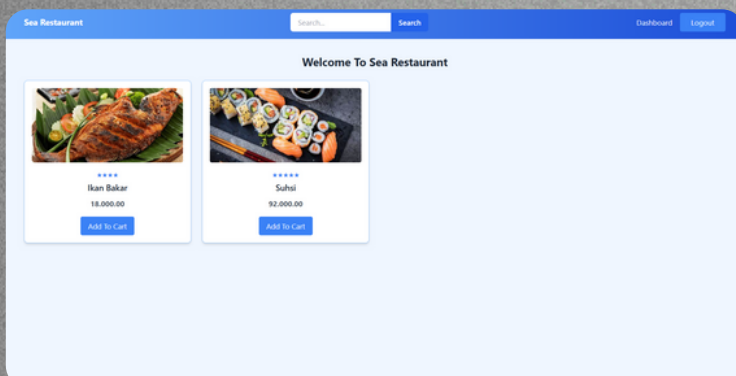 Sea Restaurant
Search...
Search
Dashboard
Logout
Welcome To Sea Restaurant
Ikan Bakar
18.000.00
Add To Cart
Suhsi
92.000.00
Add To Cart